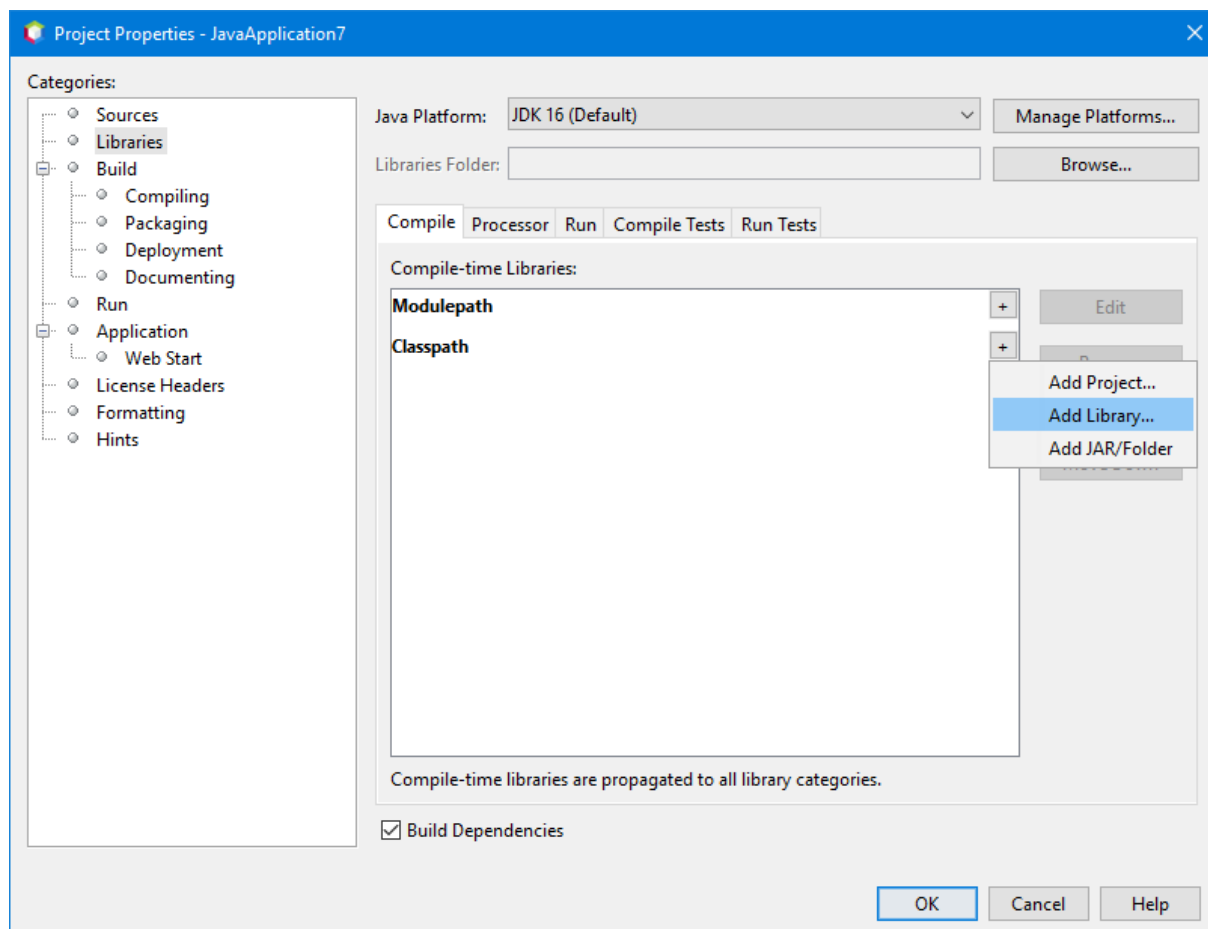 Project Properties - JavaApplication7
Categories:
Sources
Libraries
Build
Compiling
Packaging
Deployment
Documenting
Run
Application
Web Start
License Headers
Formatting
Hints
Java Platform: JDK 16 (Default) Manage Platforms...
Libraries Folder: Browse...
Compile Processor Run Compile Tests Run Tests
Compile-time Libraries:
Modulepath + Edit
Classpath +
Add Project...
Add Library...
Add JAR/Folder
Compile-time libraries are propagated to all library categories.
Build Dependencies
OK Cancel Help